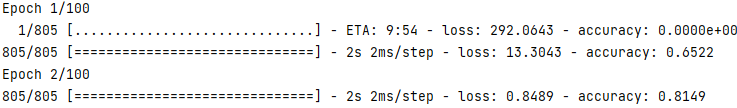 Epoch 1/100
1/805 [..............................] - ETA: 9:54 - loss: 292.0643 - accuracy: 0.0000e+00
805/805 [==============================] - 2s 2ms/step - loss: 13.3043 - accuracy: 0.6522
Epoch 2/100
805/805 [==============================] - 2s 2ms/step - loss: 0.8489 - accuracy: 0.8149